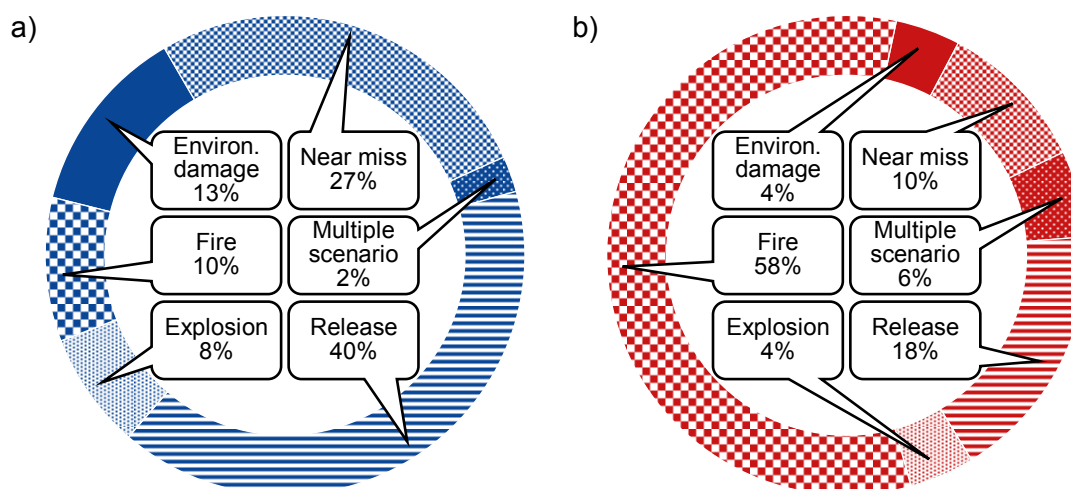 a)
Environ.
damage
13%
Near miss
27%
Fire
10%
Multiple
scenario
2%
Explosion
8%
Release
40%
b)
Environ.
damage
4%
Near miss
10%
Fire
58%
Multiple
scenario
6%
Explosion
4%
Release
18%